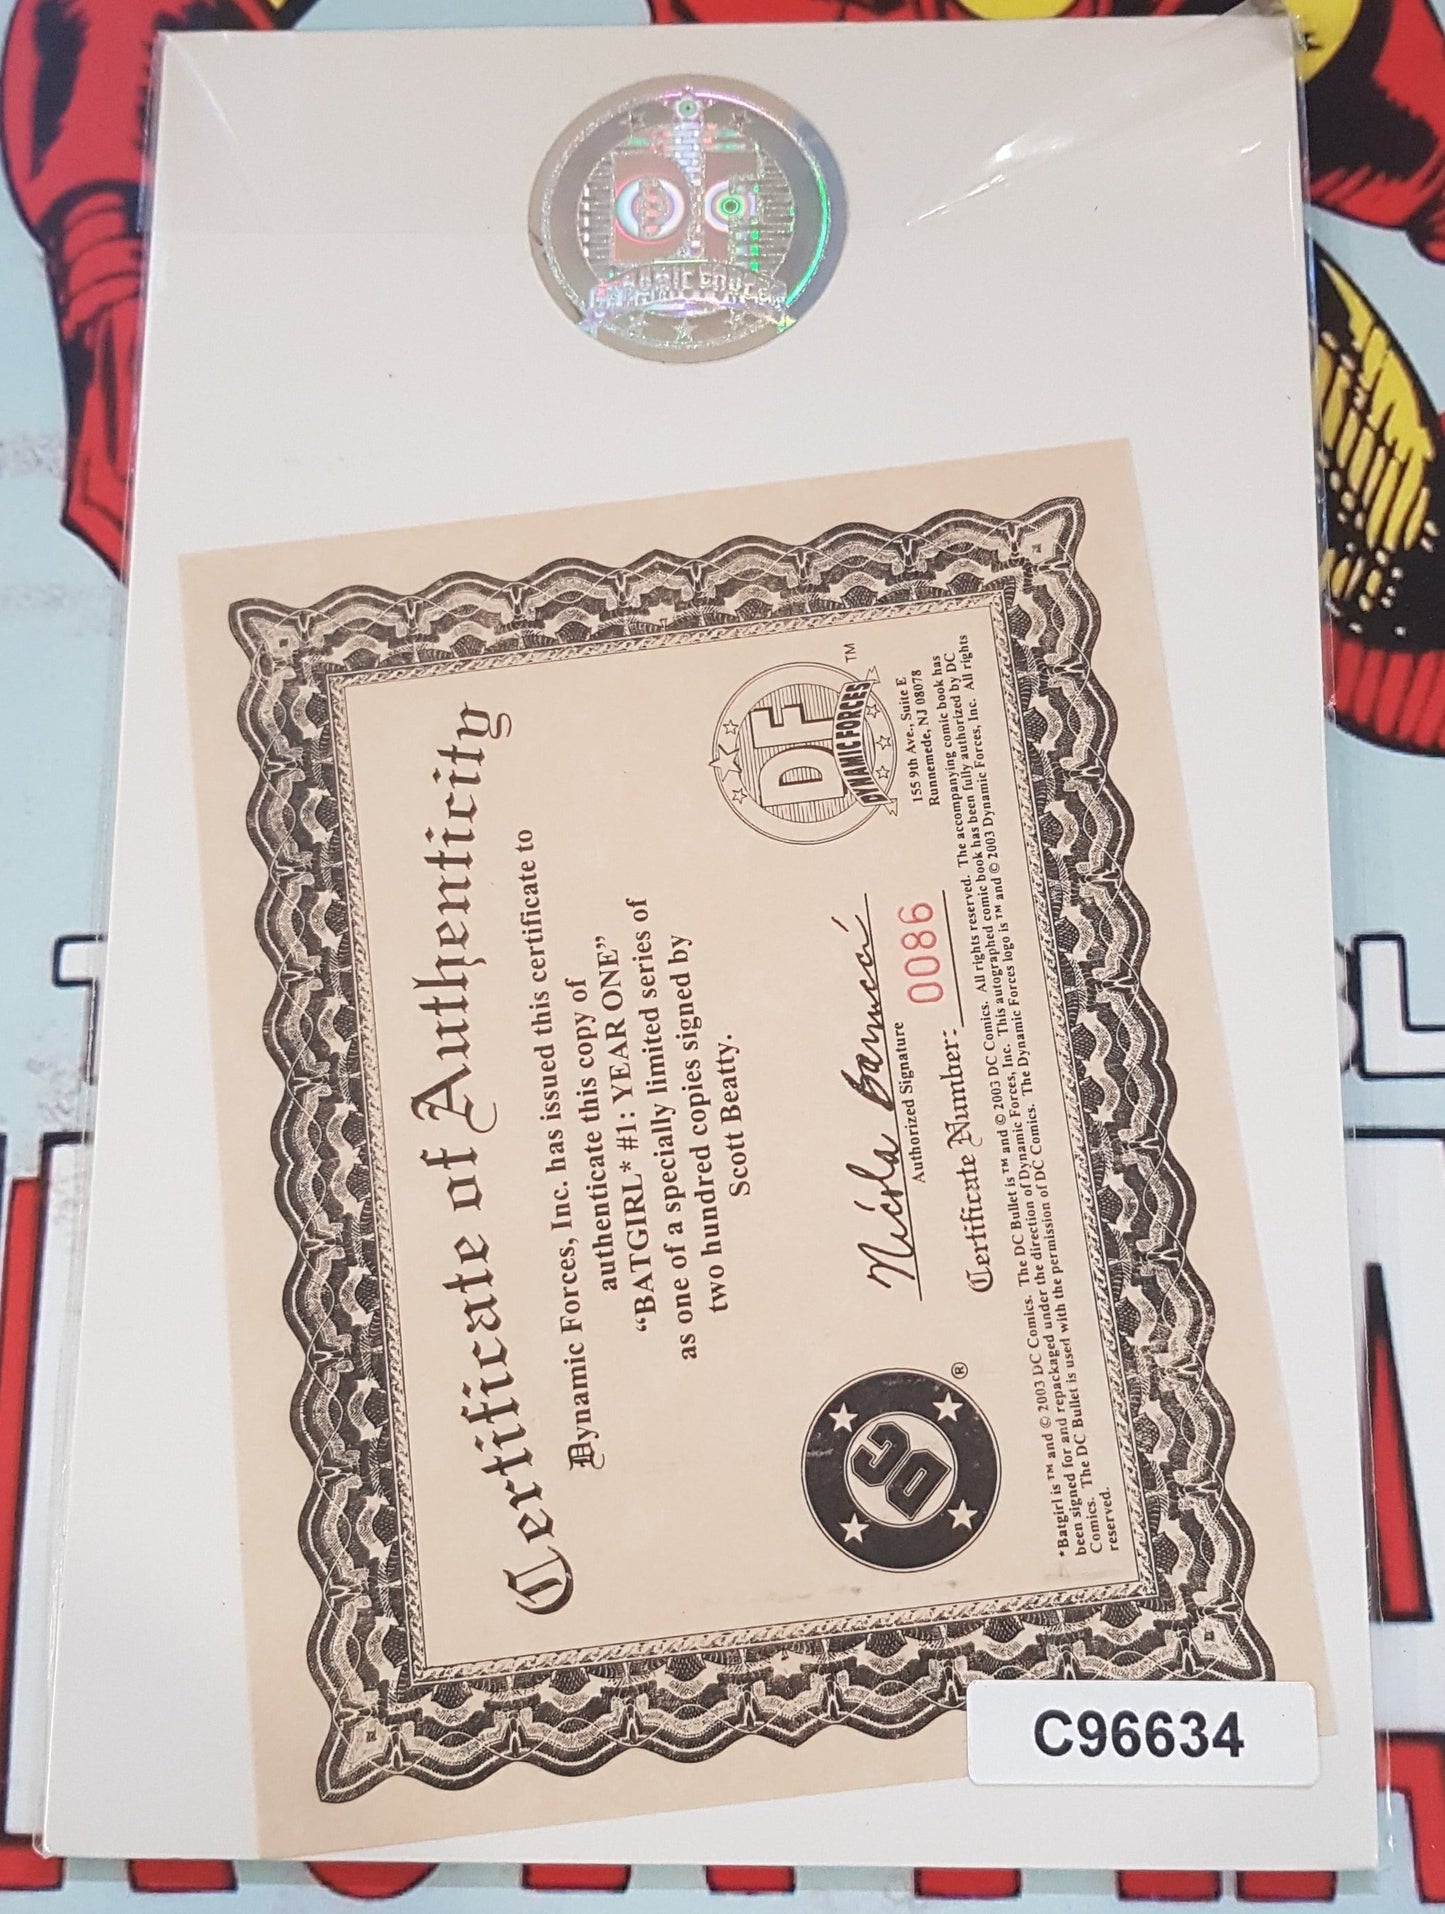 Certificate of Authenticity
Dynamic Forces, Inc. has issued this certificate to
authenticate this copy of
“BATGIRL* #1: YEAR ONE”
as one of a specially limited series of
two hundred copies signed by
Scott Beatty.
DF
DYNAMIC FORCES
TM
155 9th Ave., Suite E
Runnemede, NJ 08078
DC
®
Nicola Barrucci
Authorized Signature
Certificate Number: 0086
*Batgirl is ™ and © 2003 DC Comics. The DC Bullet is ™ and © 2003 DC Comics. All rights reserved. The accompanying comic book has
been signed for and repackaged under the direction of Dynamic Forces, Inc. This autographed comic book has been fully authorized by DC
Comics. The DC Bullet is used with the permission of DC Comics. The Dynamic Forces logo is ™ and © 2003 Dynamic Forces, Inc. All rights
reserved.
C96634